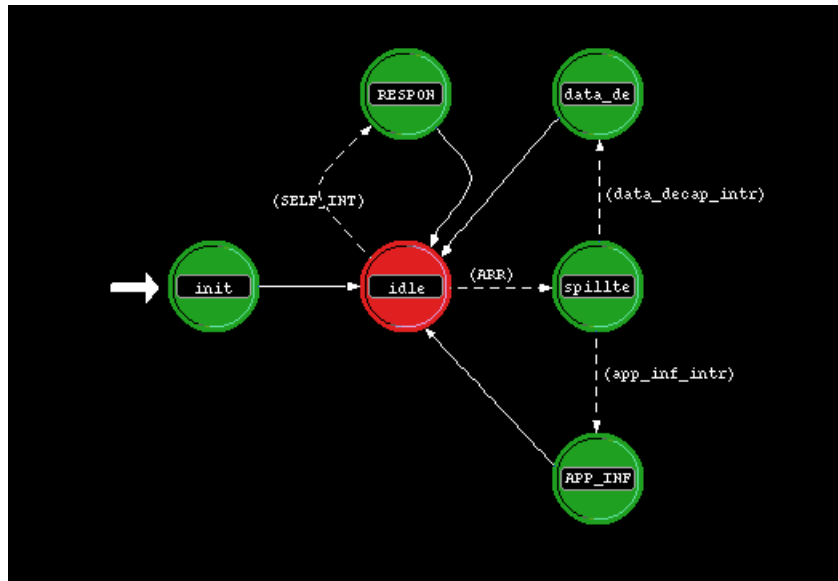 RESPON
data_de
(SELF_INT)
(data_decap_intr)
init
idle
(ARR)
spillte
(app_inf_intr)
APP_INF